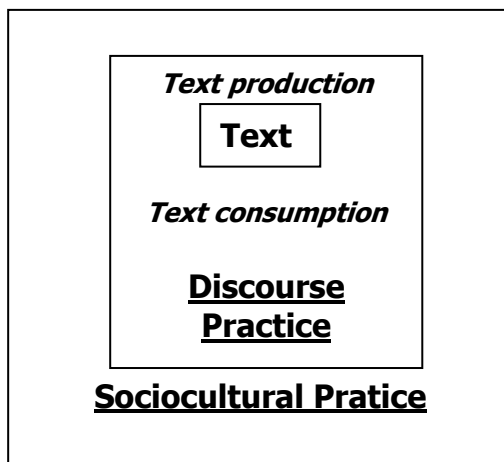 Text production
Text
Text consumption
Discourse
Practice
Sociocultural Pratice